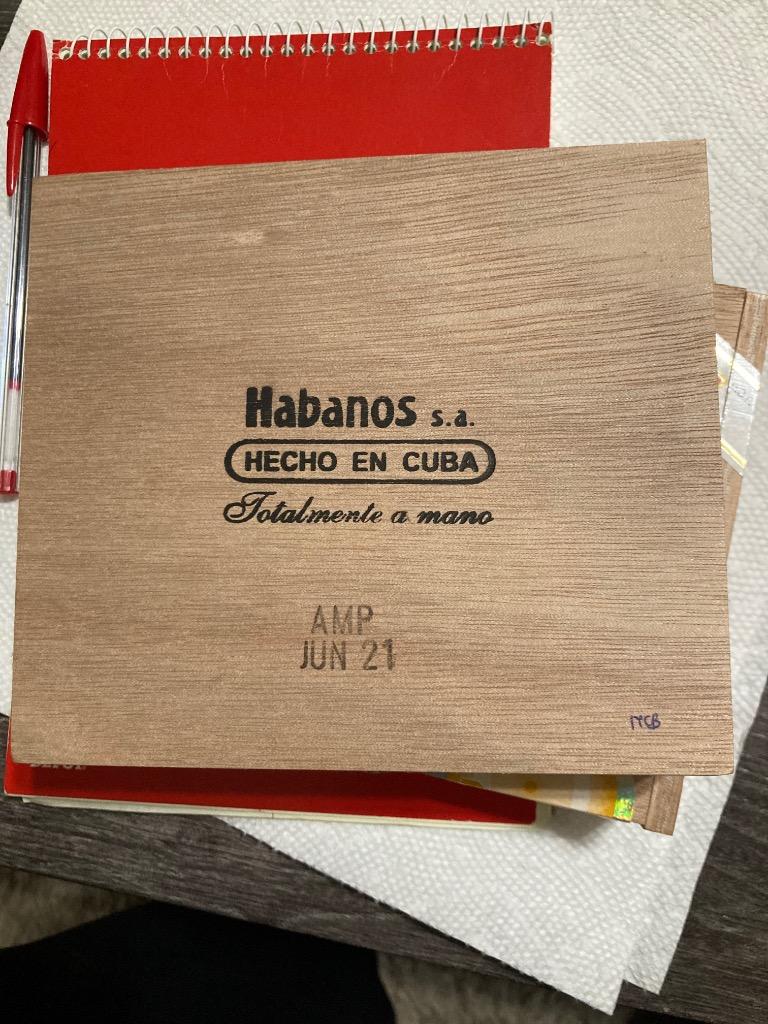 Habanos s.a.
HECHO EN CUBA
Totalmente a mano
AMP
JUN 21